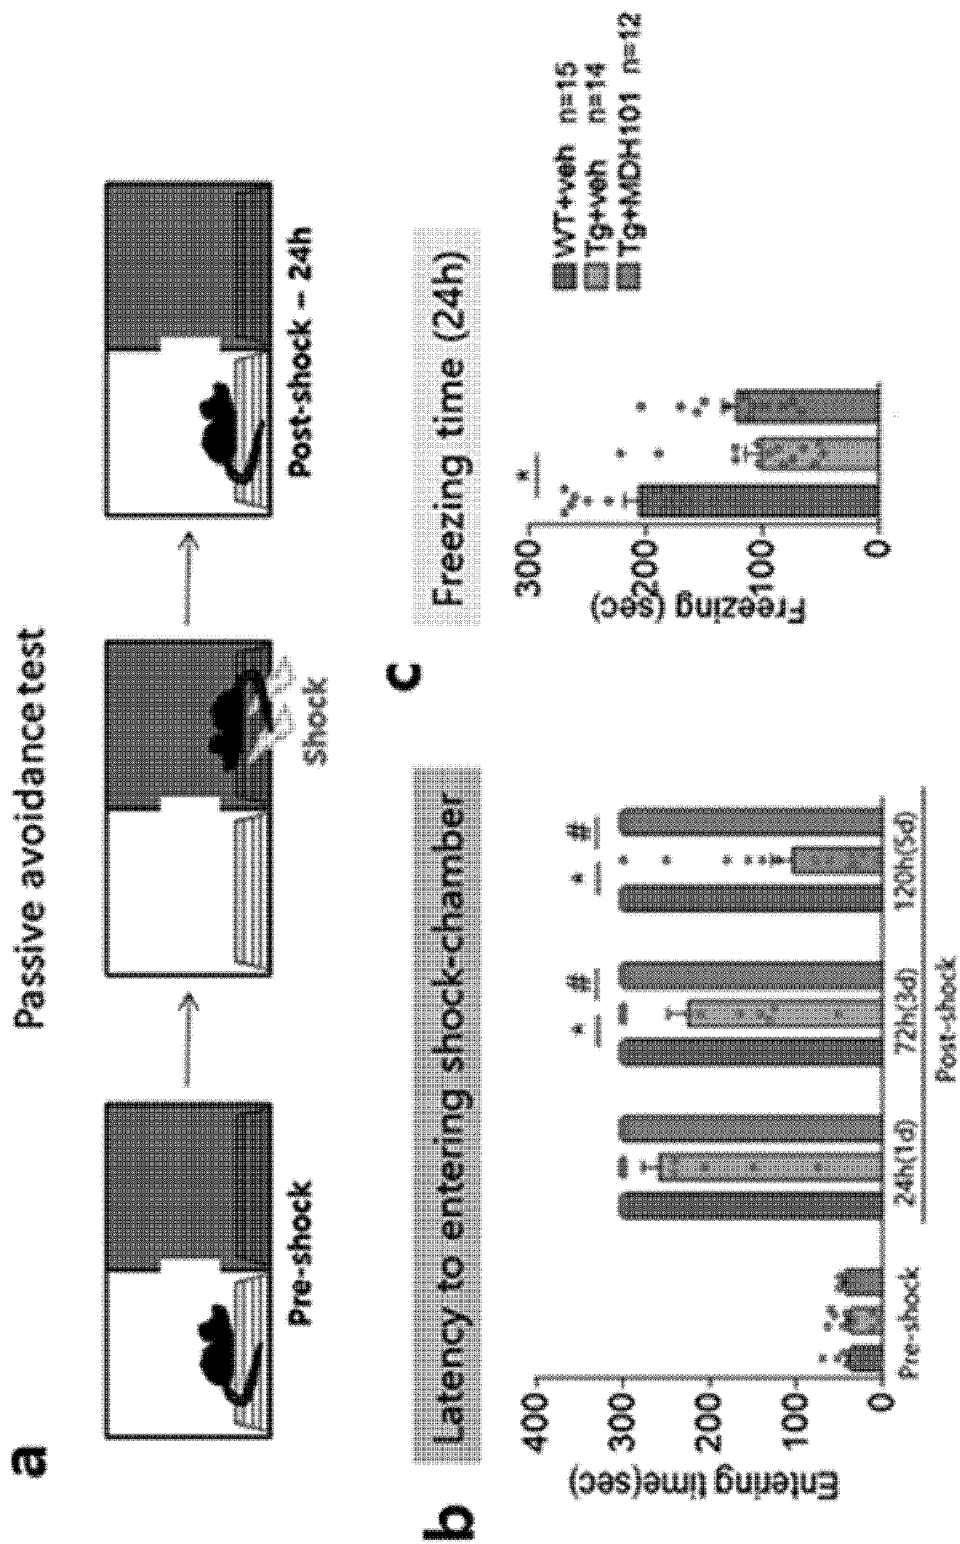 a
Passive avoidance test
Pre-shock
Shock
Post-shock – 24h
b
Latency to entering shock-chamber
Entering time(sec)
400
300
200
100
0
* # * #
Pre-shock
24h(1d)
72h(3d)
120h(5d)
Post-shock
c
Freezing time (24h)
Freezing (sec)
300
200
100
0
*
WT+veh n=15
Tg+veh n=14
Tg+MDH101 n=12